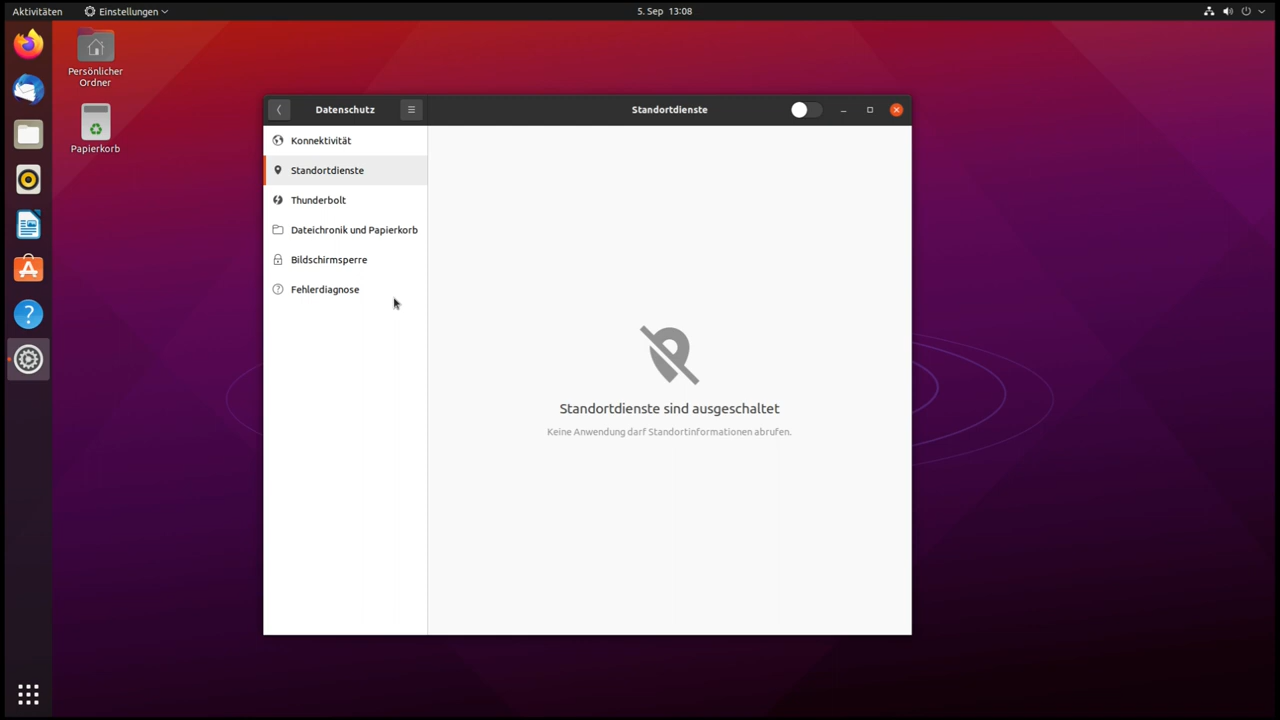 Aktivitäten
Einstellungen
5. Sep 13:08
Persönlicher
Ordner
Papierkorb
Datenschutz
Standortdienste
Konnektivität
Standortdienste
Thunderbolt
Dateichronik und Papierkorb
Bildschirmsperre
Fehlerdiagnose
Standortdienste sind ausgeschaltet
Keine Anwendung darf Standortinformationen abrufen.